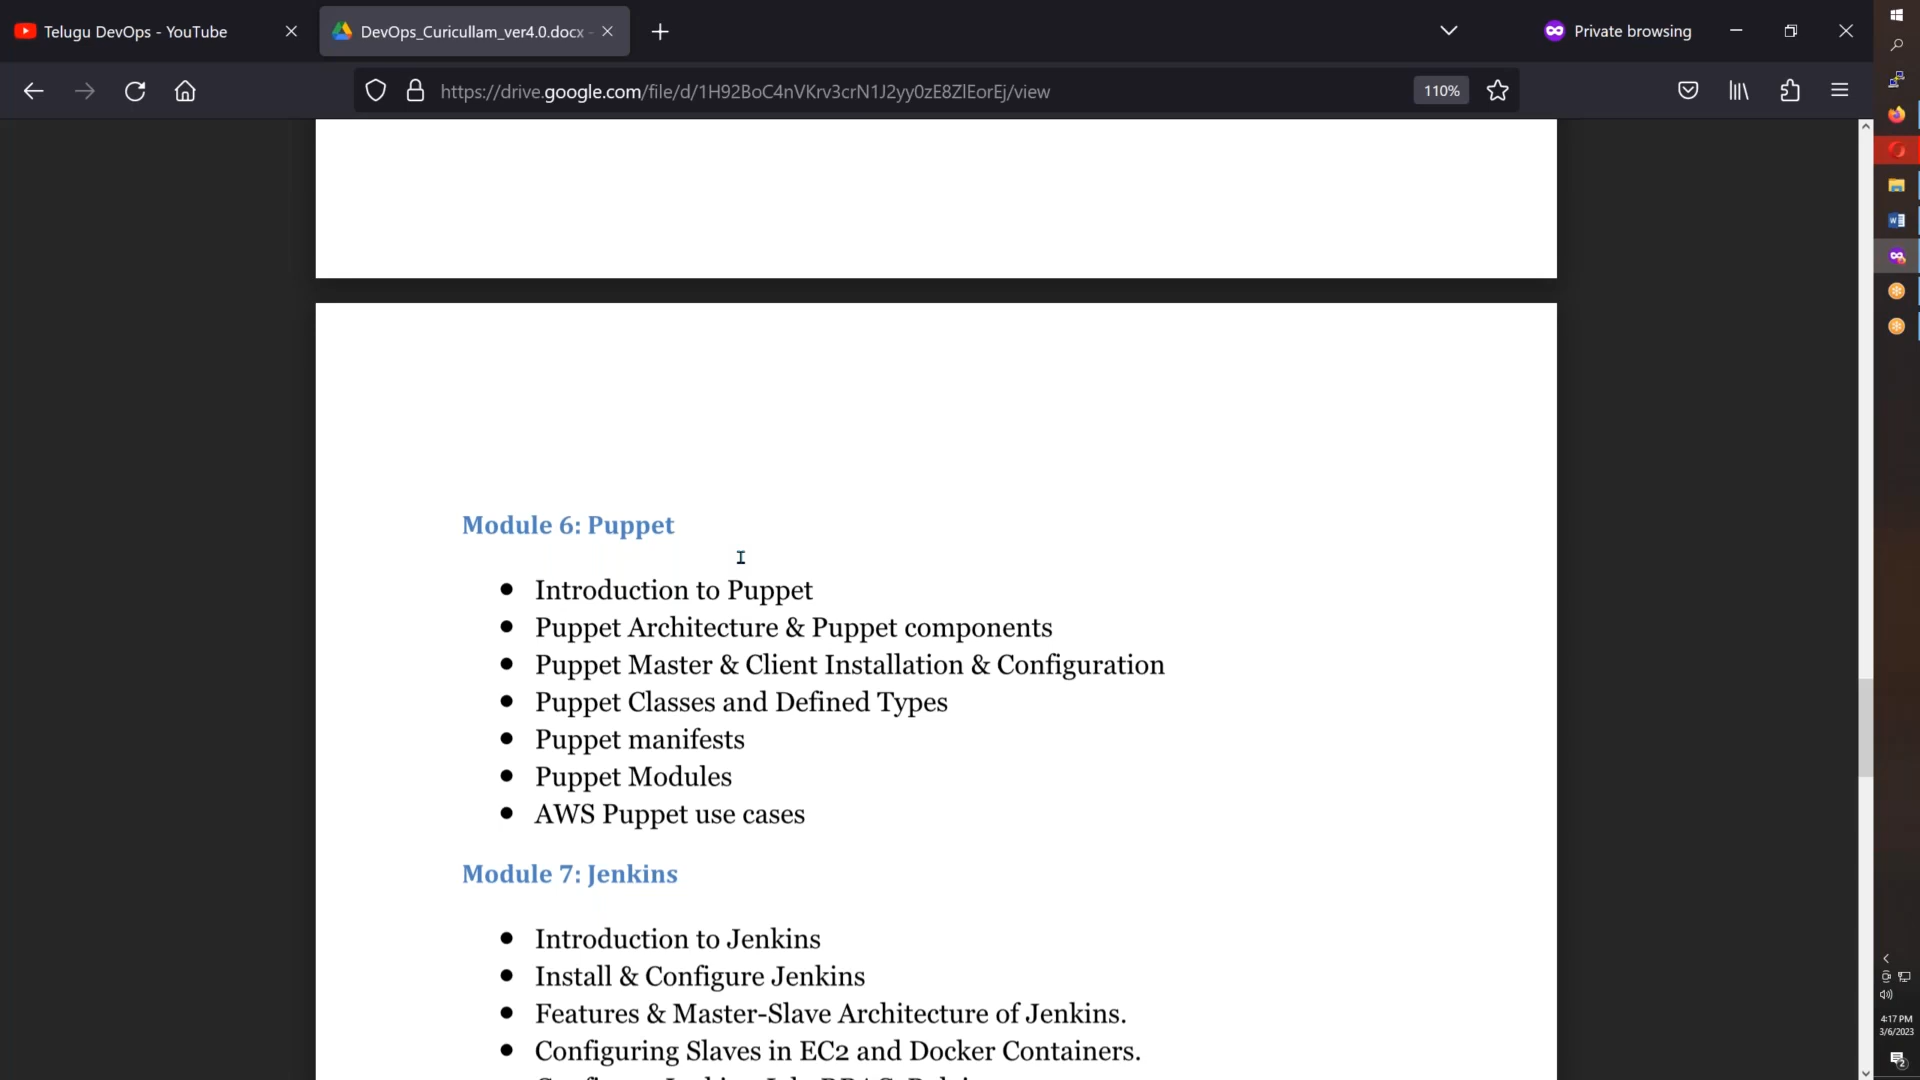 Telugu DevOps - YouTube
DevOps_Curicullam_ver4.0.docx -
Private browsing
https://drive.google.com/file/d/1H92BoC4nVKrv3crN1J2yy0zE8ZlEorEj/view
110%
Module 6: Puppet
● Introduction to Puppet
● Puppet Architecture & Puppet components
● Puppet Master & Client Installation & Configuration
● Puppet Classes and Defined Types
● Puppet manifests
● Puppet Modules
● AWS Puppet use cases
Module 7: Jenkins
● Introduction to Jenkins
● Install & Configure Jenkins
● Features & Master-Slave Architecture of Jenkins.
● Configuring Slaves in EC2 and Docker Containers.
4:17 PM
3/6/2023
2